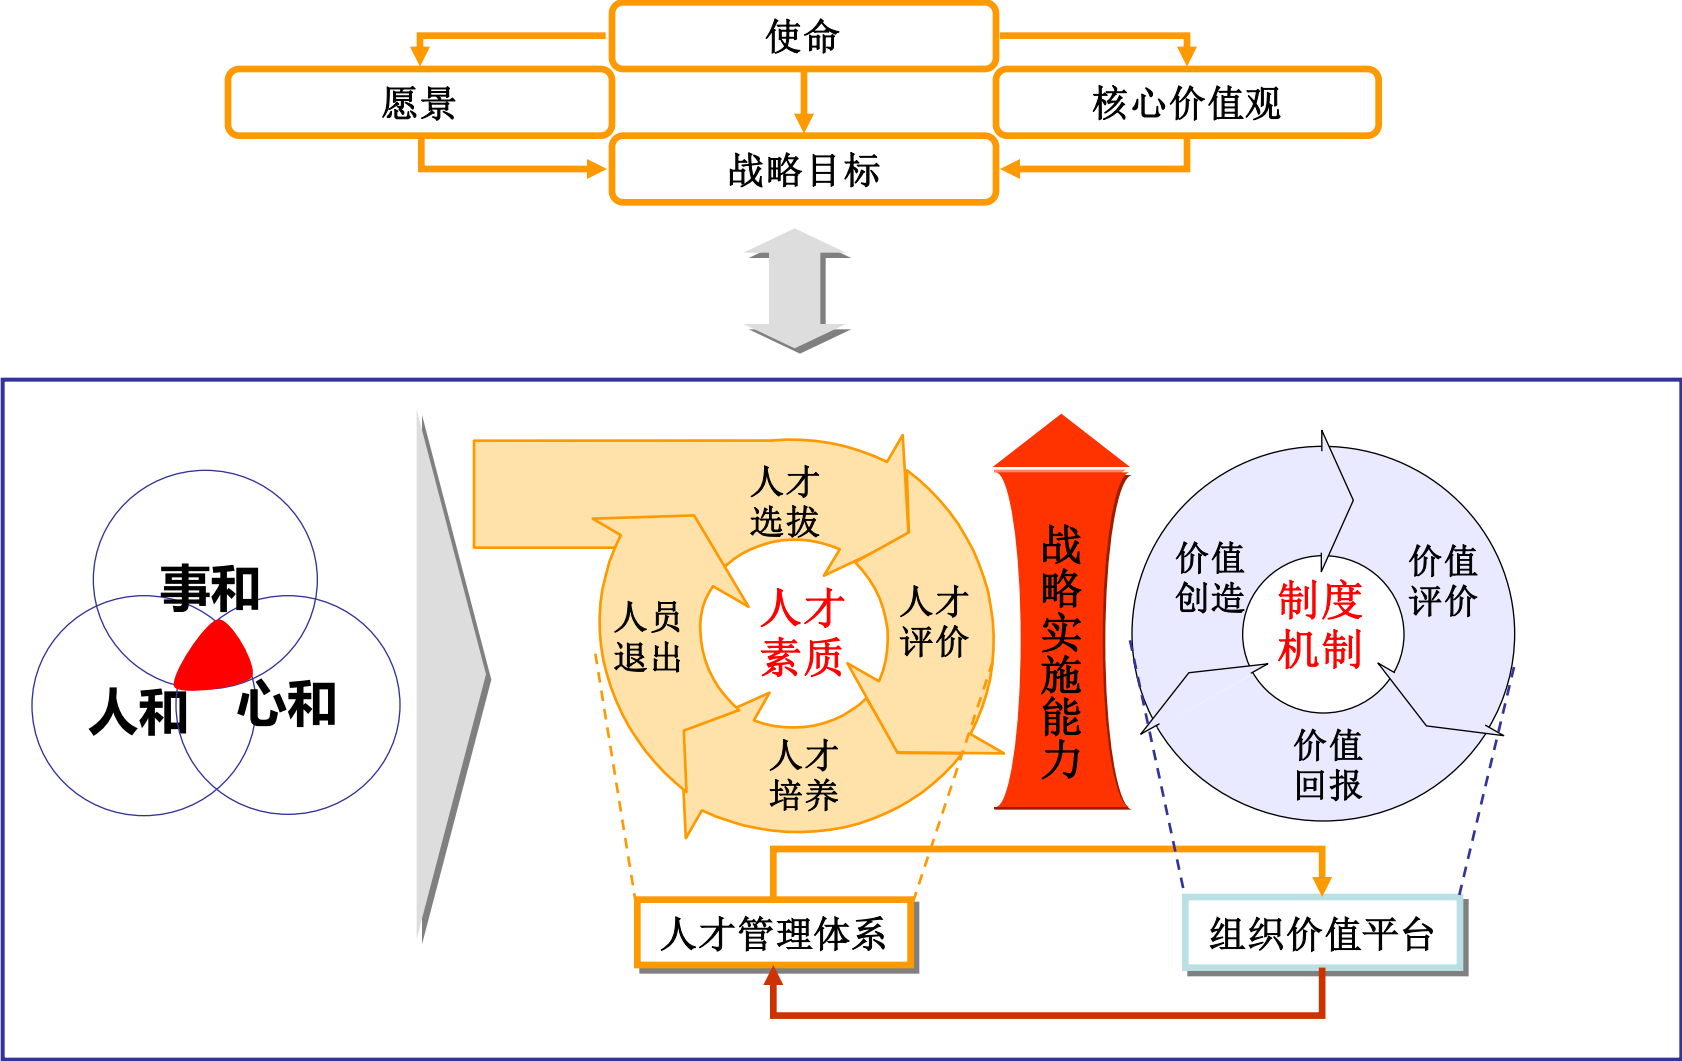 使命
愿景
核心价值观
战略目标
事和
人和
心和
人才
选拔
人才
评价
人才
培养
人员
退出
人才
素质
战
略
实
施
能
力
价值
创造
价值
评价
价值
回报
制度
机制
人才管理体系
组织价值平台